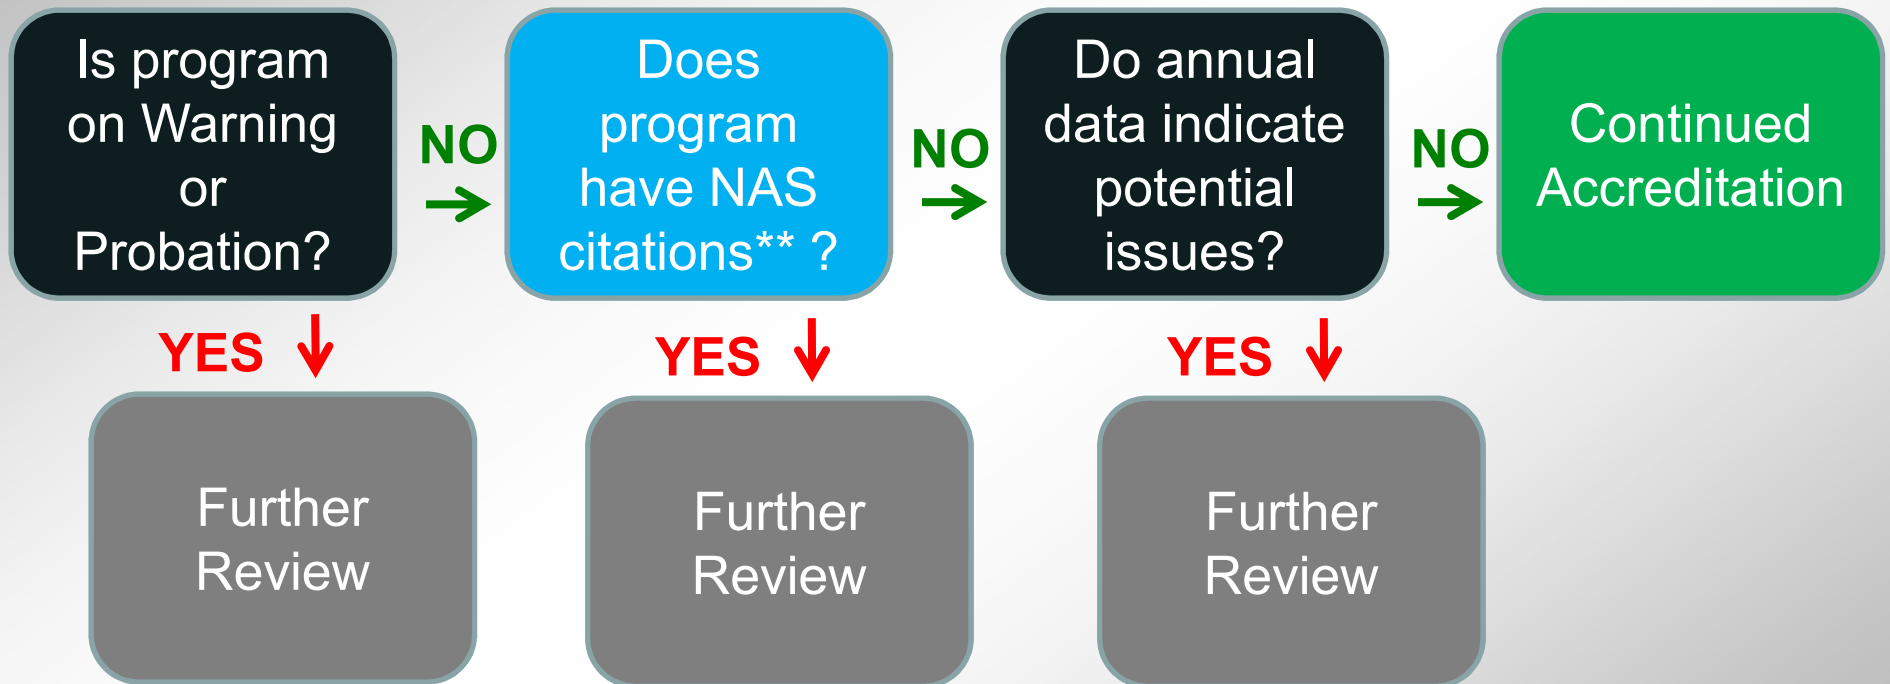 Is program
on Warning
or
Probation?
NO
Does
program
have NAS
citations** ?
NO
Do annual
data indicate
potential
issues?
NO
Continued
Accreditation
YES
YES
YES
Further
Review
Further
Review
Further
Review